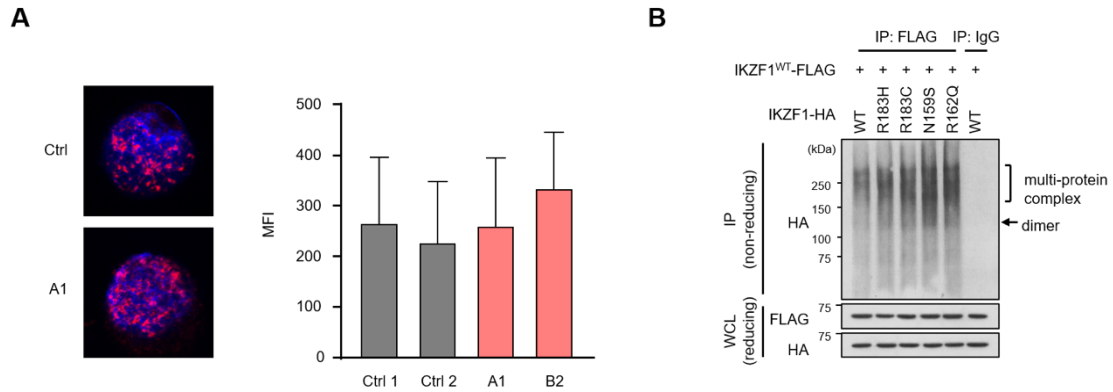 A
Ctrl
A1
MFI
500
400
300
200
100
0
Ctrl 1
Ctrl 2
A1
B2
B
IP: FLAG
IP: IgG
IKZF1WT-FLAG
+ + + + + +
IKZF1-HA
WT
R183H
R183C
N159S
R162Q
WT
(kDa)
250
150
100
75
IP
(non-reducing)
HA
multi-protein
complex
dimer
WCL
(reducing)
75
FLAG
75
HA